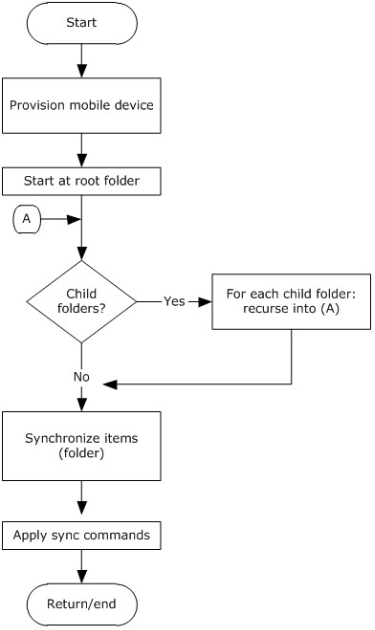 Start
Provision mobile device
Start at root folder
A
Child
folders?
Yes
For each child folder:
recurse into (A)
No
Synchronize items
(folder)
Apply sync commands
Return/end